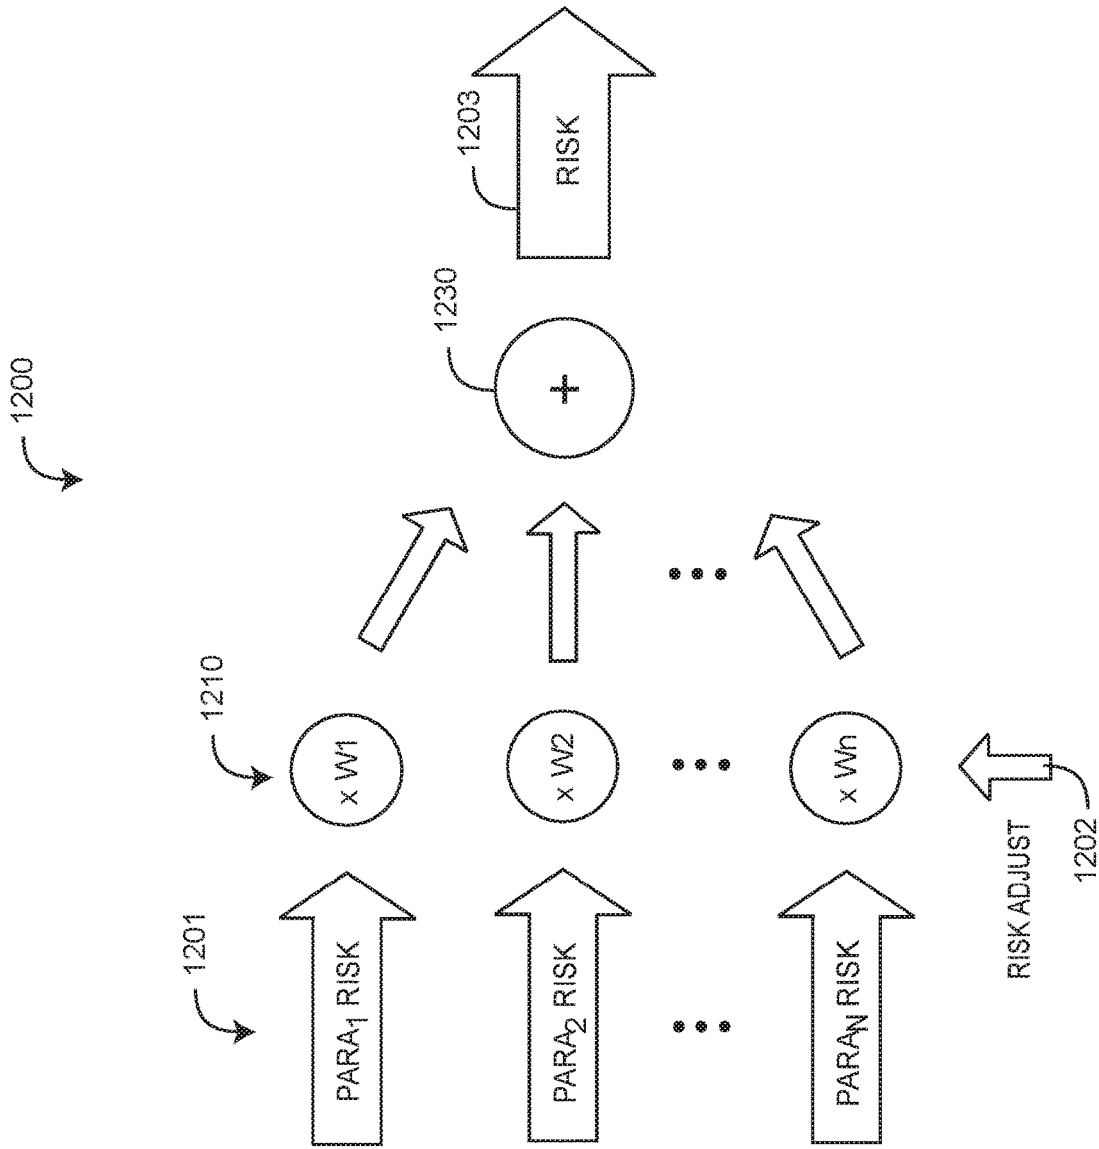 1200
1201
1210
1230
1203
PARA1 RISK
x W1
PARA2 RISK
x W2
+
RISK
PARAN RISK
x Wn
RISK ADJUST
1202